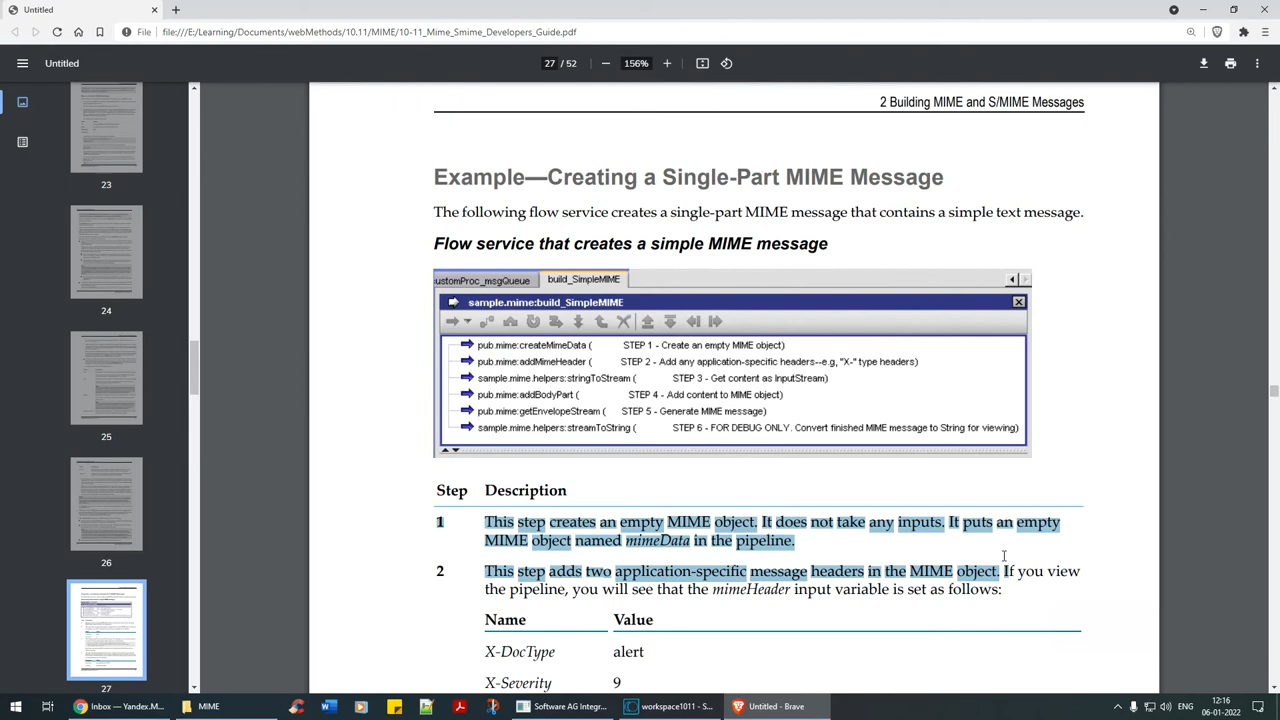 Untitled
File
file:///E:/Learning/Documents/webMethods/10.11/MIME/10-11_Mime_Smime_Developers_Guide.pdf
Untitled
27 / 52
156%
2 Building MIME and S/MIME Messages
Example—Creating a Single-Part MIME Message
The following flow service creates a single-part MIME message that contains a simple text message.
Flow service that creates a simple MIME message
ustomProc_msgQueue
build_SimpleMIME
sample.mime:build_SimpleMIME
pub.mime:createMimeData ( STEP 1 - Create an empty MIME object)
pub.mime:addMimeHeader ( STEP 2 - Add any application-specific headers--e.g, "X-" type headers)
sample.mime.helpers:stringToStream ( STEP 3 - Get content as InputStream)
pub.mime:addBodyPart ( STEP 4 - Add content to MIME object)
pub.mime:getEnvelopeStream ( STEP 5 - Generate MIME message)
sample.mime.helpers:streamToString ( STEP 6 - FOR DEBUG ONLY. Convert finished MIME message to String for viewing)
Step Description
1 This step creates an empty MIME object. It does not take any inputs. It puts an empty
MIME object named mimeData in the pipeline.
2 This step adds two application-specific message headers in the MIME object. If you view
the pipeline, you will see that the mimeHeader input variable is set as follows:
Name Value
X-DocType alert
X-Severity 9
23
24
25
26
27
Inbox — Yandex.M...
MIME
Software AG Integr...
workspace1011 - S...
Untitled - Brave
ENG
12:16
06-01-2022